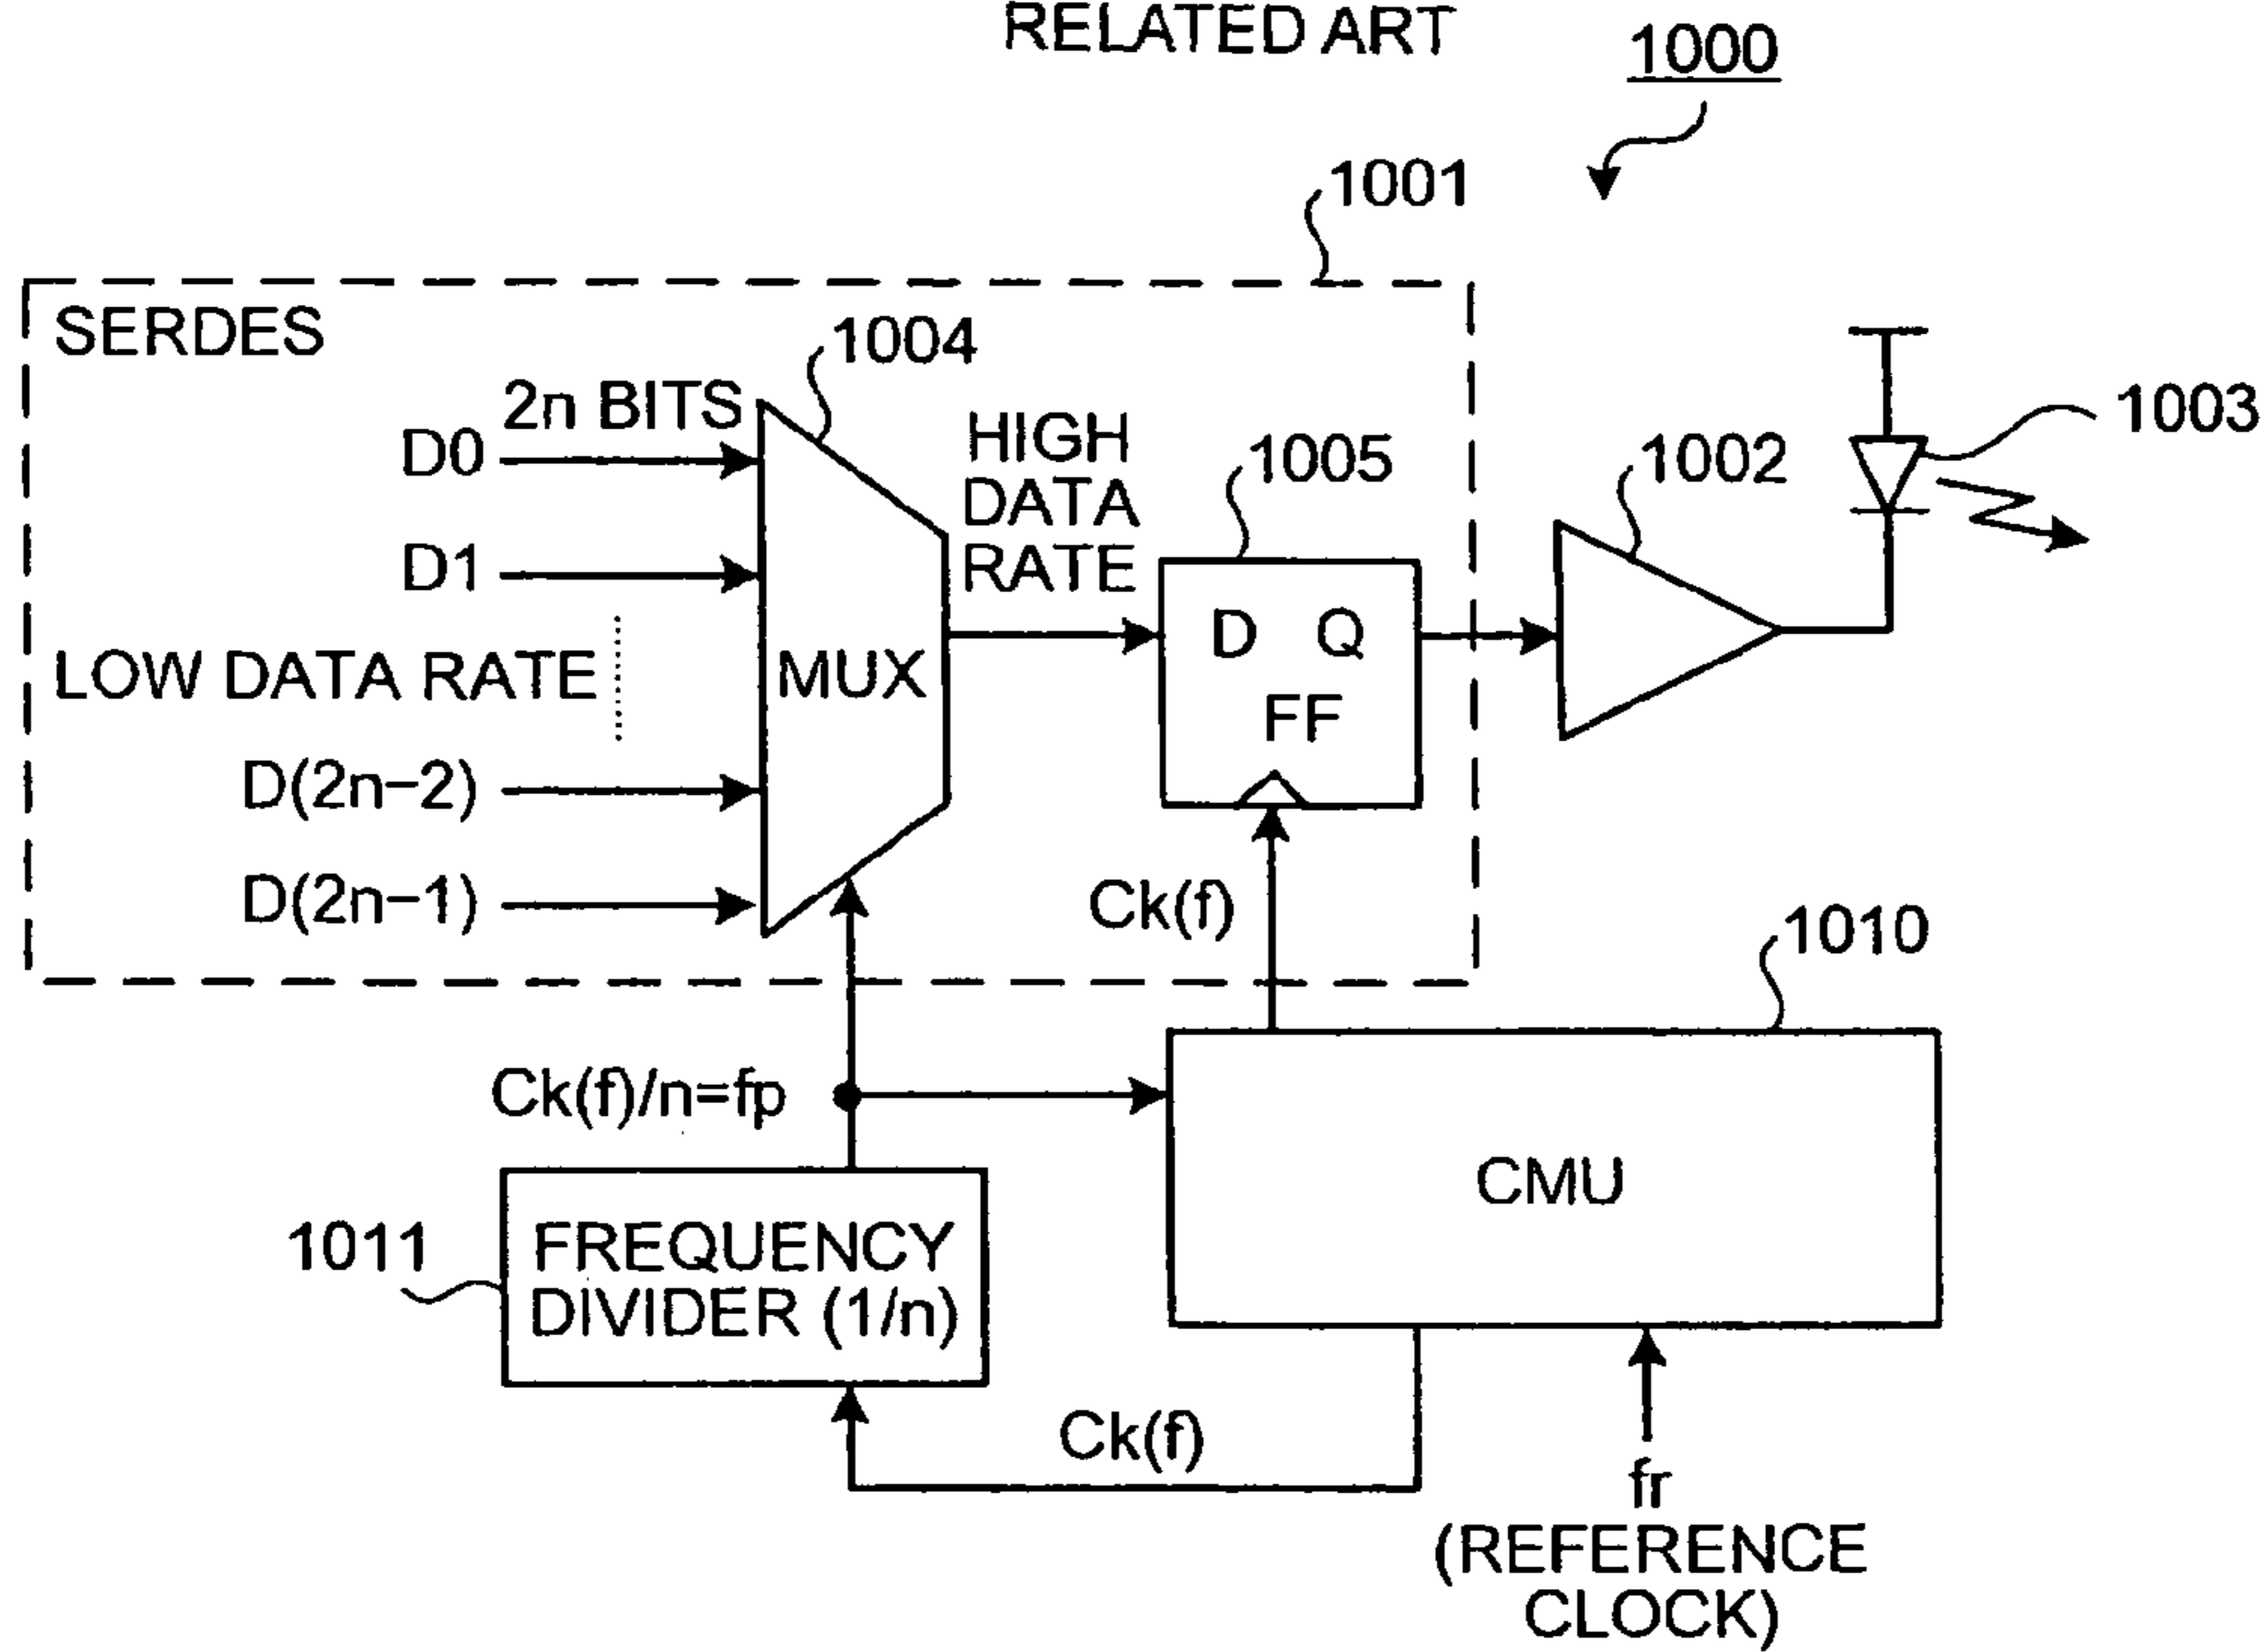 RELATED ART
1000
1001
SERDES
1004
2n BITS
1003
D0
HIGH
DATA
RATE
1005
1002
D1
D Q
LOW DATA RATE
MUX
FF
D(2n-2)
D(2n-1)
Ck(f)
1010
Ck(f)/n=fp
CMU
1011
FREQUENCY
DIVIDER (1/n)
Ck(f)
fr
(REFERENCE
CLOCK)